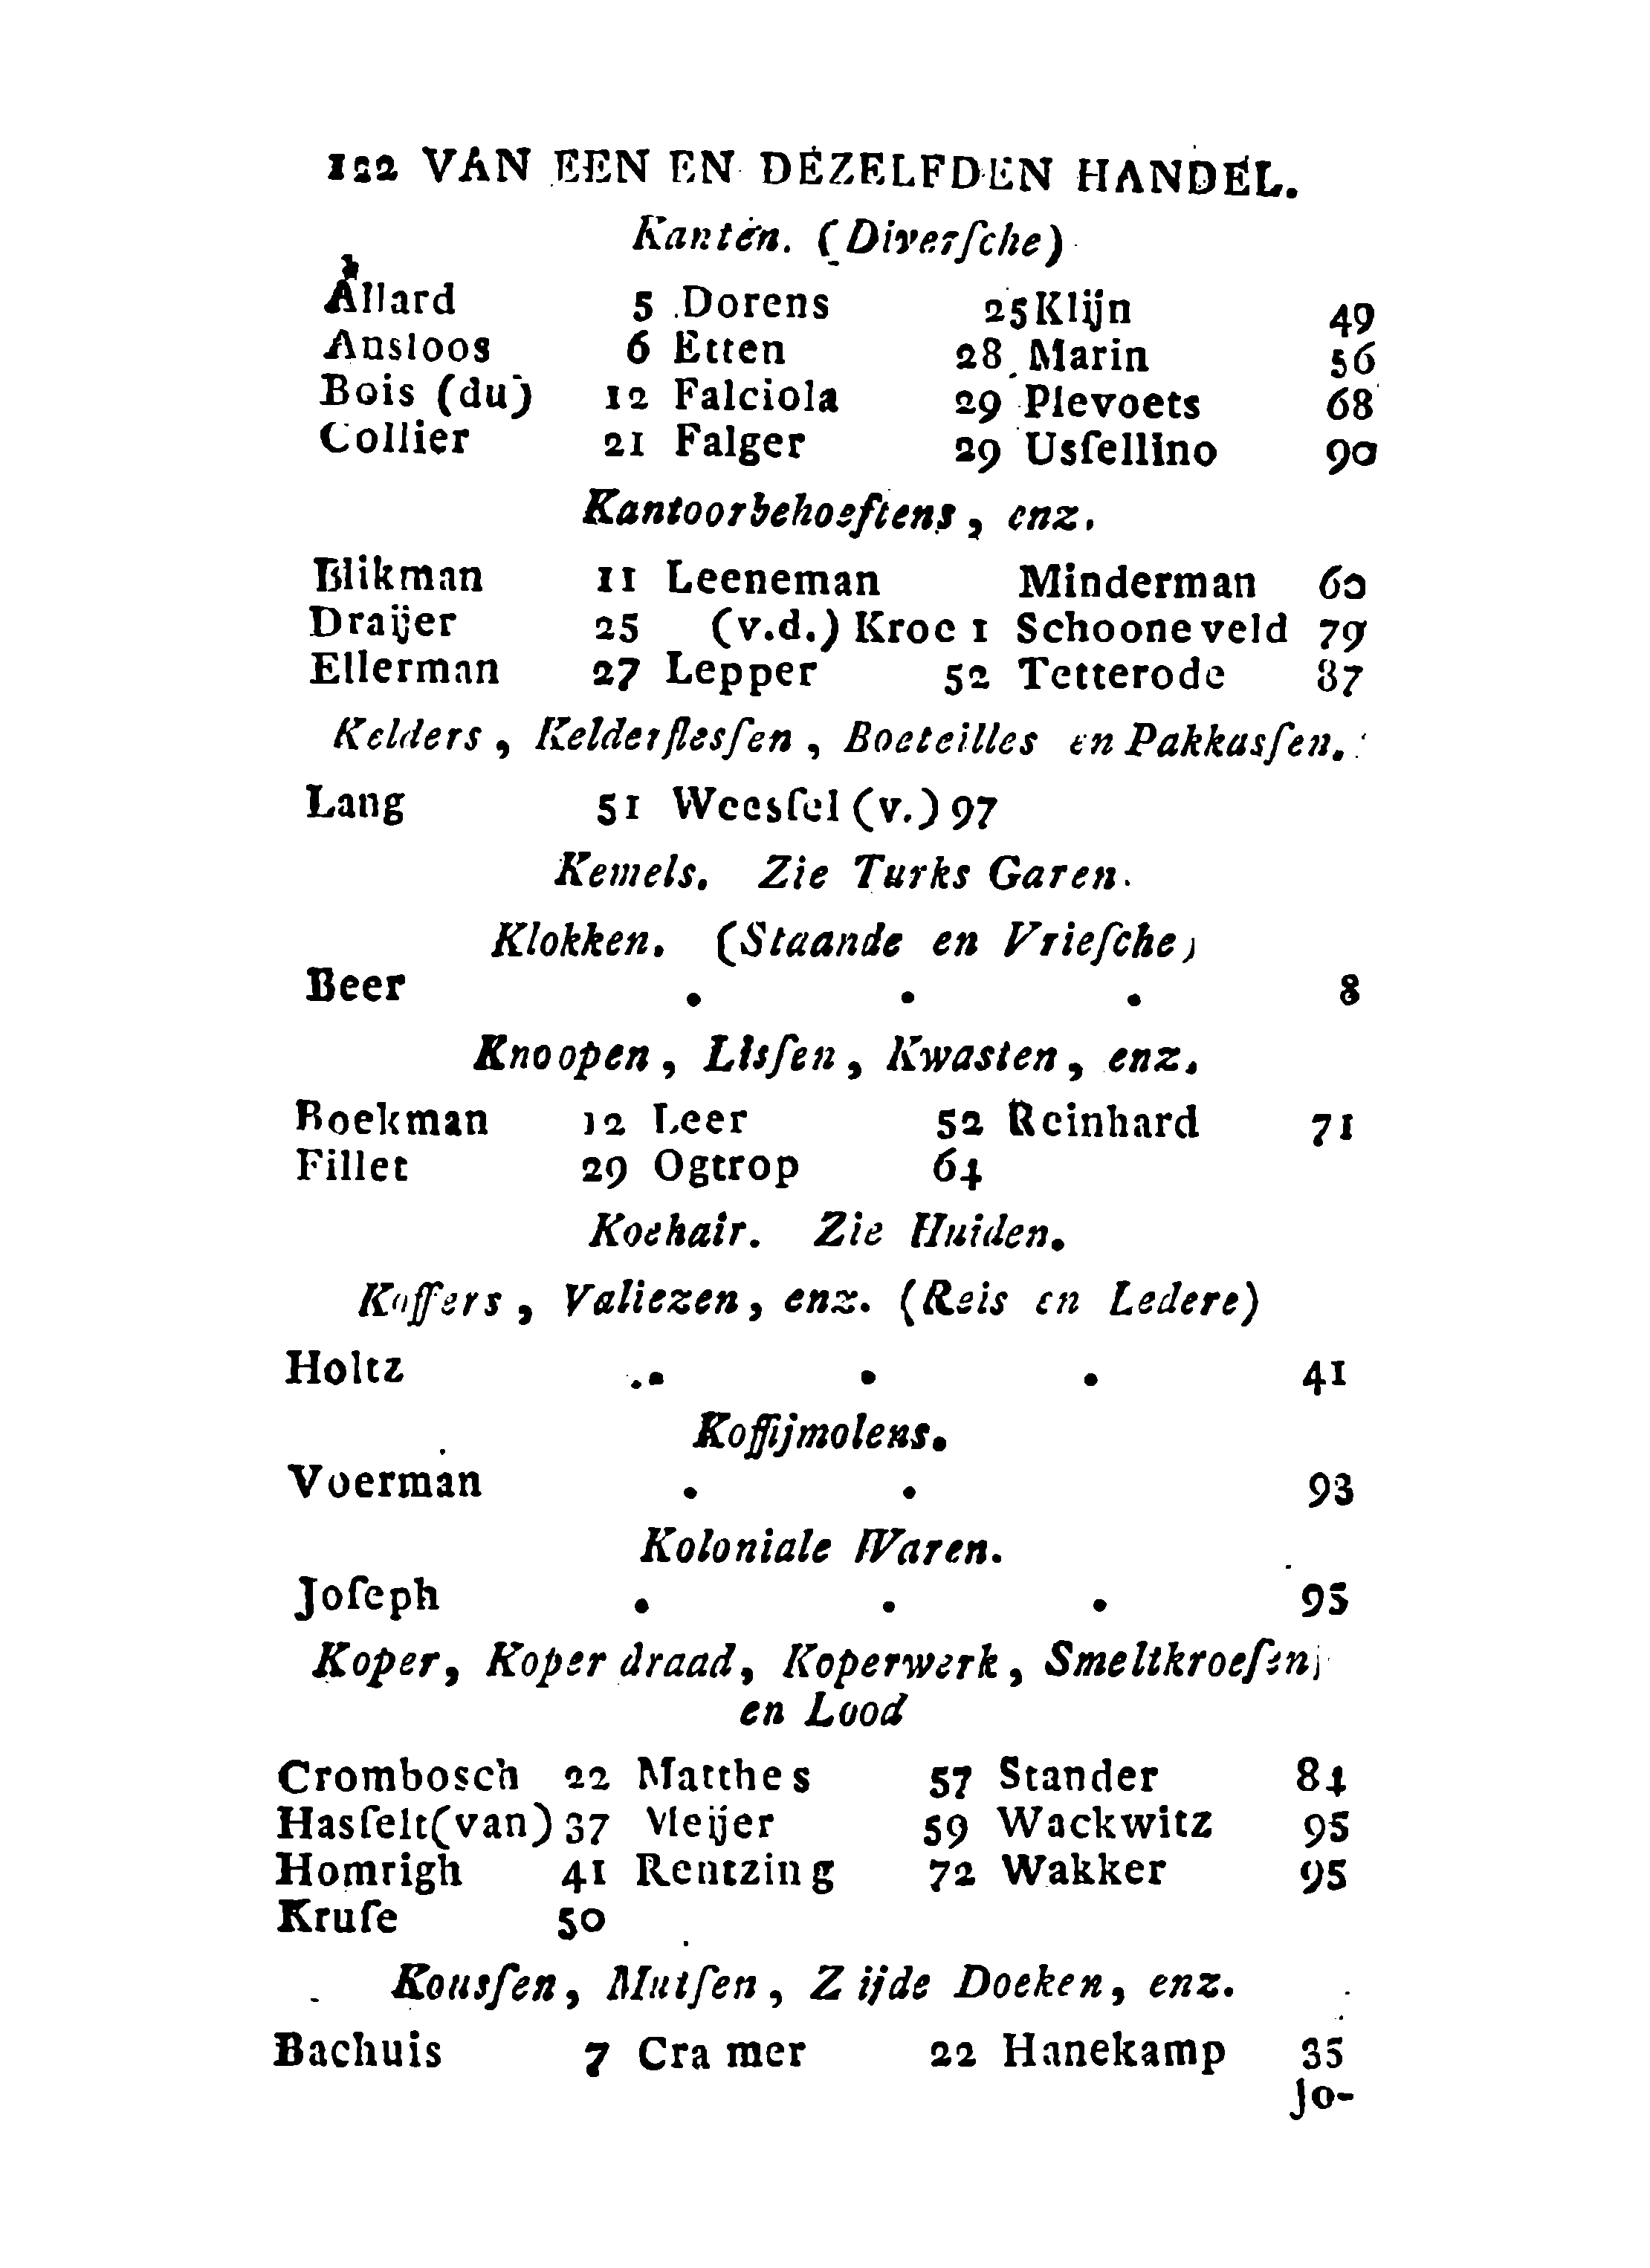 122 VAN EEN EN DEZELFDEN HANDEL.
Kanten. (Diverſche)
Allard 5 Dorens 25 Klijn 49
Ansloos 6 Etten 28 Marin 56
Bois (du) 12 Falciola 29 Plevoets 68
Collier 21 Falger 29 Usſellino 90
Kantoorbehoeftens, enz.
Blikman 11 Leeneman Minderman 60
Draijer 25 (v.d.) Kroc 1 Schooneveld 79
Ellerman 27 Lepper 52 Tetterode 87
Kelders, Kelderflesſen, Boeteilles en Pakkasſen.
Lang 51 Weesſel (v.) 97
Kemels. Zie Turks Garen.
Klokken. (Staande en Vrieſche)
Beer . . . 8
Knoopen, Lisſen, Kwasten, enz.
Boekman 12 Leer 52 Reinhard 71
Fillet 29 Ogtrop 64
Koehair. Zie Huiden.
Koffers, Valiezen, enz. (Reis en Ledere)
Holtz . . . 41
Koffijmolens.
Voerman . . 93
Koloniale Waren.
Joſeph . . . 95
Koper, Koperdraad, Koperwerk, Smeltkroeſen,
en Lood
Crombosch 22 Matthes 57 Stander 84
Hasſelt (van) 37 Meijer 59 Wackwitz 95
Homrigh 41 Rentzing 72 Wakker 95
Kruſe 50
Kousſen, Mutſen, Zijde Doeken, enz.
Bachuis 7 Cramer 22 Hanekamp 35
Jo-